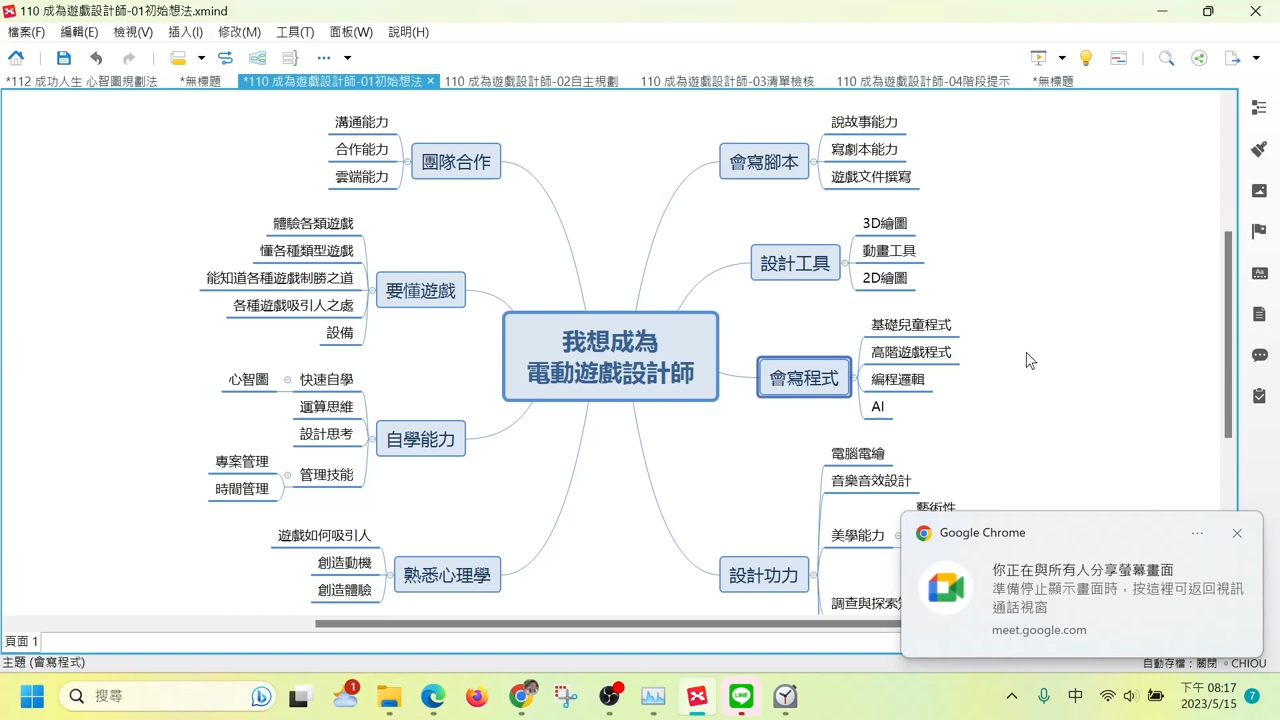 110 成為遊戲設計師-01初始想法.xmind
檔案(F) 編輯(E) 檢視(V) 插入(I) 修改(M) 工具(T) 面板(W) 說明(H)
*112 成功人生 心智圖規劃法 *無標題 *110 成為遊戲設計師-01初始想法 110 成為遊戲設計師-02自主規劃 110 成為遊戲設計師-03清單檢核 110 成為遊戲設計師-04階段提示 *無標題
我想成為
電動遊戲設計師
團隊合作
溝通能力
合作能力
雲端能力
要懂遊戲
體驗各類遊戲
懂各種類型遊戲
能知道各種遊戲制勝之道
各種遊戲吸引人之處
設備
自學能力
快速自學
心智圖
運算思維
設計思考
管理技能
專案管理
時間管理
熟悉心理學
遊戲如何吸引人
創造動機
創造體驗
會寫腳本
說故事能力
寫劇本能力
遊戲文件撰寫
設計工具
3D繪圖
動畫工具
2D繪圖
會寫程式
基礎兒童程式
高階遊戲程式
編程邏輯
AI
設計功力
電腦電繪
音樂音效設計
美學能力
藝術性
調查與探索
Google Chrome
你正在與所有人分享螢幕畫面
準備停止顯示畫面時，按這裡可返回視訊
通話視窗
meet.google.com
頁面 1
主題 (會寫程式)
自動存檔：關閉 CHIOU
搜尋
1
中
下午 08:17
2023/5/15
7